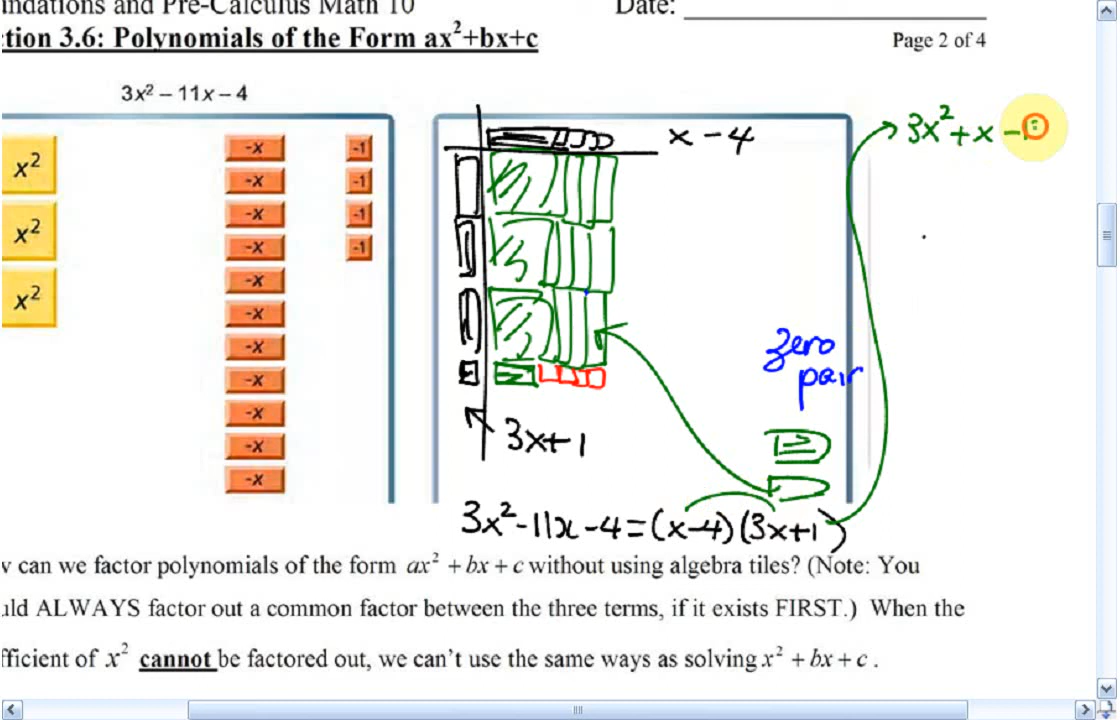 ndations and Pre-Calculus Math 10 Date:
tion 3.6: Polynomials of the Form ax²+bx+c
Page 2 of 4
3x² – 11x – 4
x²
x²
x²
-x
-x
-x
-x
-x
-x
-x
-x
-x
-x
-x
-1
-1
-1
-1
x - 4
3x² + x -
zero
pair
3x+1
3x²-11x-4=(x-4)(3x+1)
v can we factor polynomials of the form ax² + bx + c without using algebra tiles? (Note: You
ıld ALWAYS factor out a common factor between the three terms, if it exists FIRST.) When the
fficient of x² cannot be factored out, we can't use the same ways as solving x² + bx + c .